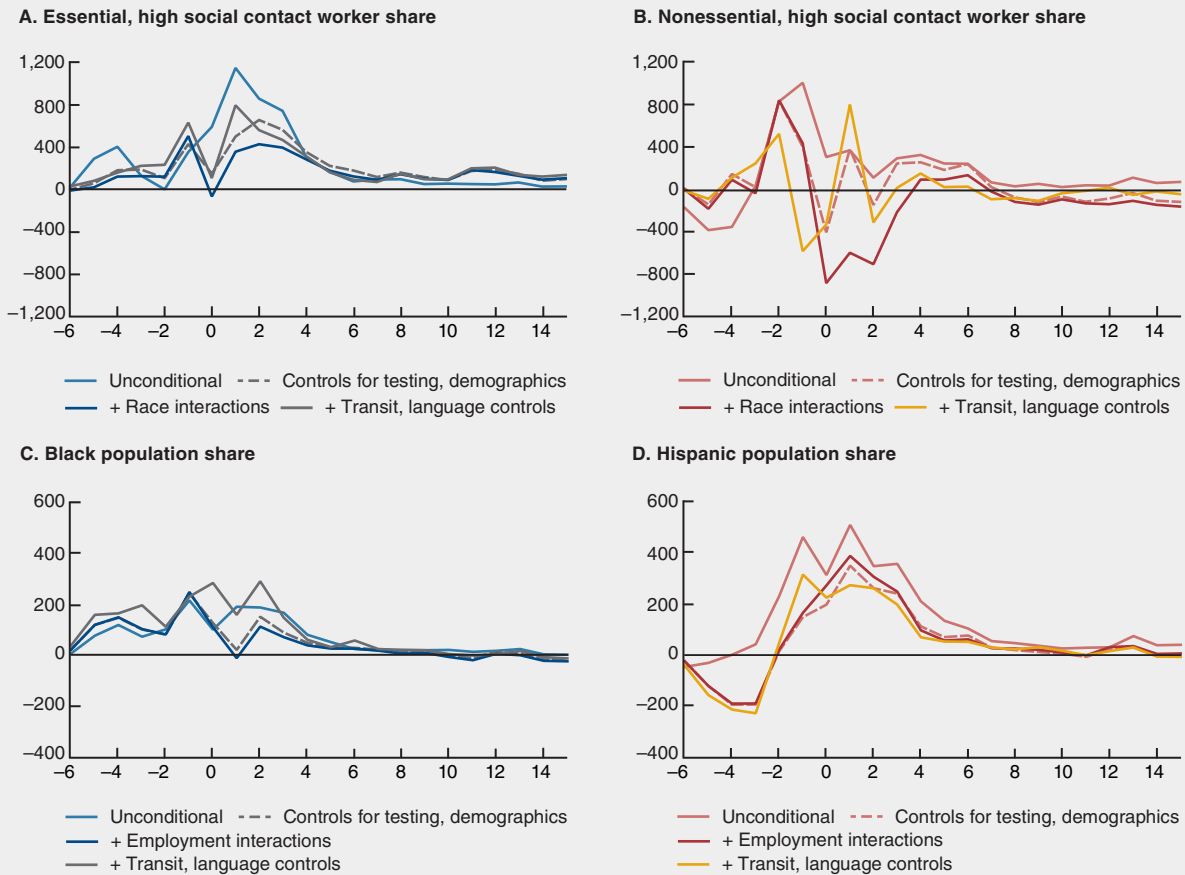 A. Essential, high social contact worker share
1,200
800
400
0
−400
−800
−1,200
−6 −4 −2 0 2 4 6 8 10 12 14
Unconditional Controls for testing, demographics
+ Race interactions + Transit, language controls
B. Nonessential, high social contact worker share
1,200
800
400
0
−400
−800
−1,200
−6 −4 −2 0 2 4 6 8 10 12 14
Unconditional Controls for testing, demographics
+ Race interactions + Transit, language controls
C. Black population share
600
400
200
0
−200
−400
−6 −4 −2 0 2 4 6 8 10 12 14
Unconditional Controls for testing, demographics
+ Employment interactions
+ Transit, language controls
D. Hispanic population share
600
400
200
0
−200
−400
−6 −4 −2 0 2 4 6 8 10 12 14
Unconditional Controls for testing, demographics
+ Employment interactions
+ Transit, language controls